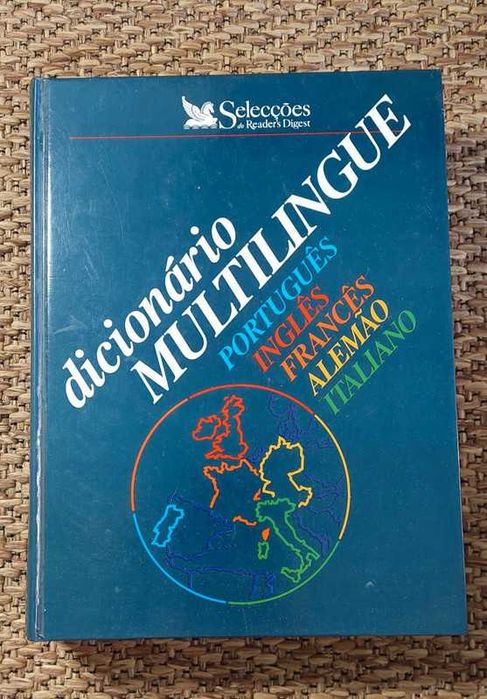 Selecções
do Reader's Digest
dicionário
MULTILINGUE
PORTUGUÊS
INGLÊS
FRANCÊS
ALEMÃO
ITALIANO